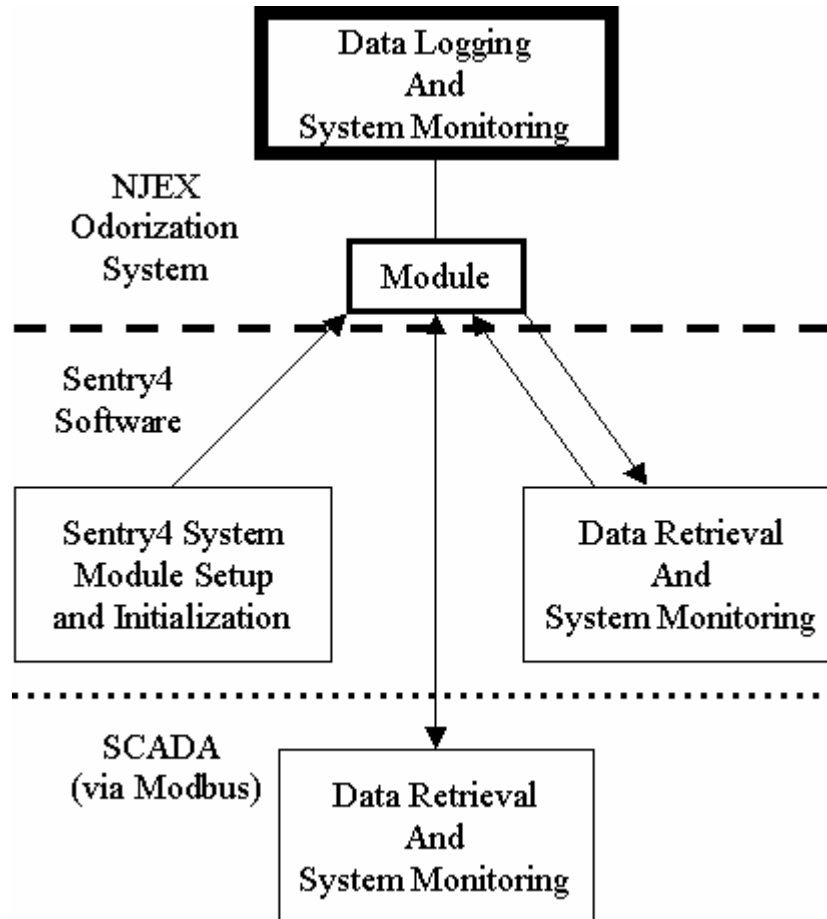 Data Logging
And
System Monitoring
NJEX
Odorization
System
Module
Sentry4
Software
Sentry4 System
Module Setup
and Initialization
Data Retrieval
And
System Monitoring
SCADA
(via Modbus)
Data Retrieval
And
System Monitoring